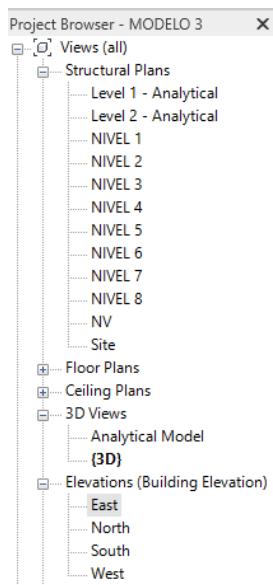 Project Browser - MODELO 3
Views (all)
Structural Plans
Level 1 - Analytical
Level 2 - Analytical
NIVEL 1
NIVEL 2
NIVEL 3
NIVEL 4
NIVEL 5
NIVEL 6
NIVEL 7
NIVEL 8
NV
Site
Floor Plans
Ceiling Plans
3D Views
Analytical Model
{3D}
Elevations (Building Elevation)
East
North
South
West